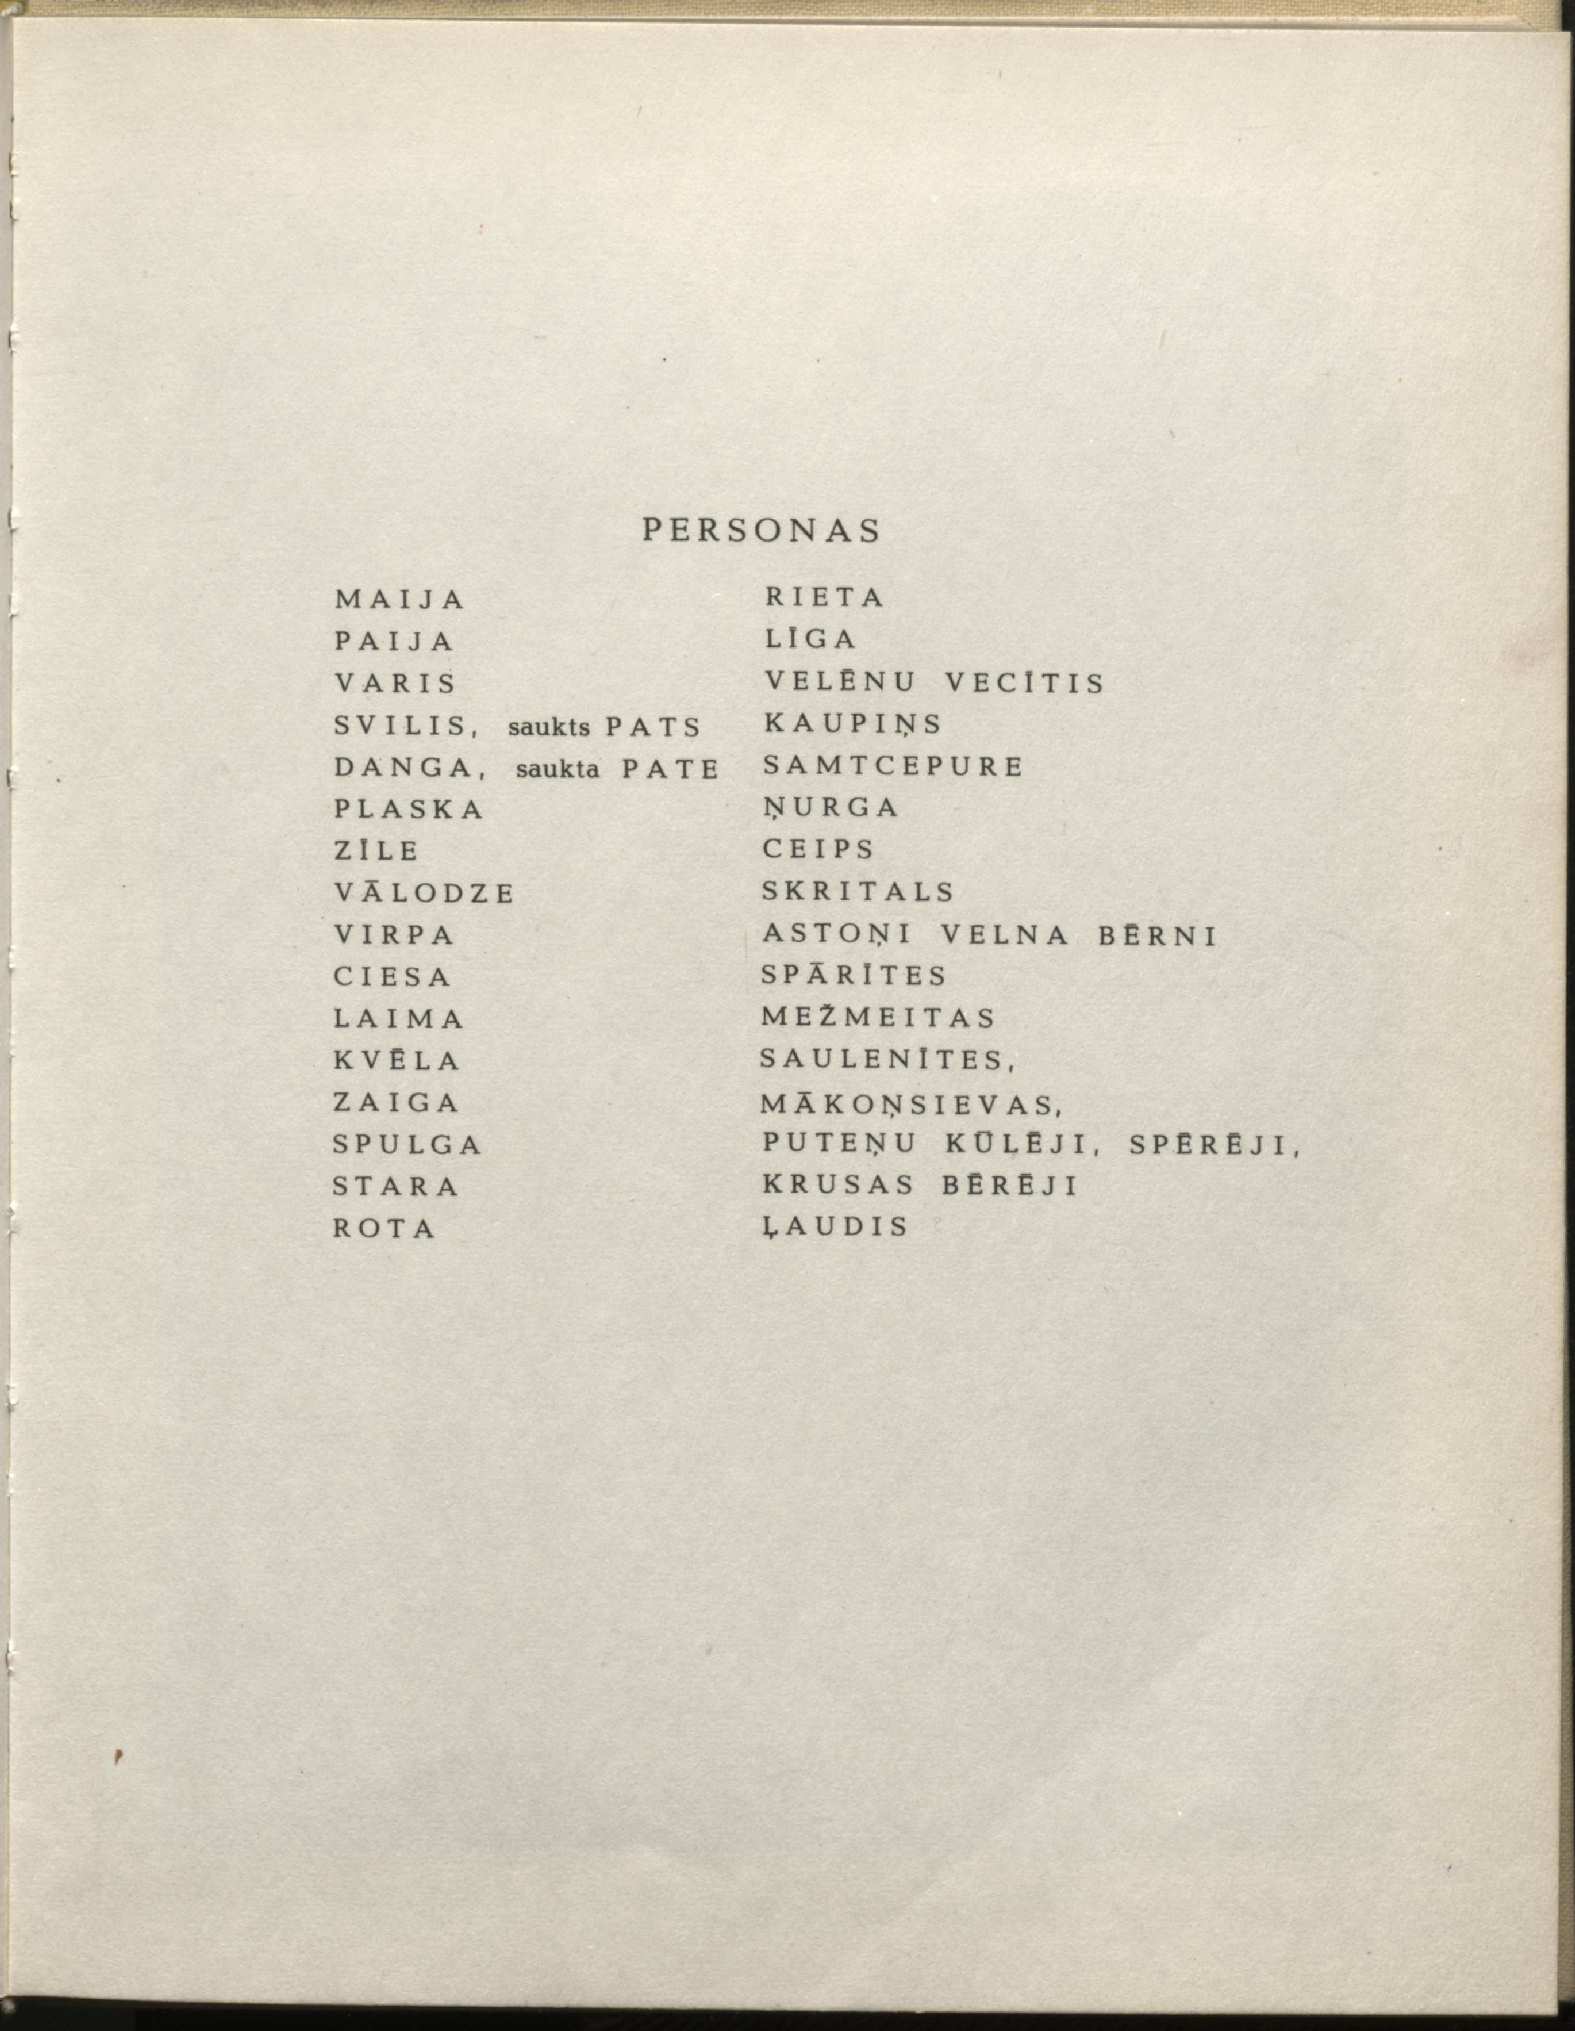 PERSONAS
MAIJA
PAIJA
VARIS
SVILIS, saukts PATS
DANGA, saukta PATE
PLASKA
ZĪLE
VĀLODZE
VIRPA
CIESA
LAIMA
KVĒLA
ZAIGA
SPULGA
STARA
ROTA
RIETA
LĪGA
VELĒNU VECĪTIS
KAUPIŅS
SAMTCEPURE
ŅURGA
CEIPS
SKRITALS
ASTOŅI VELNA BĒRNI
SPĀRĪTES
MEŽMEITAS
SAULENĪTES,
MĀKOŅSIEVAS,
PUTEŅU KŪLĒJI, SPĒRĒJI,
KRUSAS BĒRĒJI
ĻAUDIS